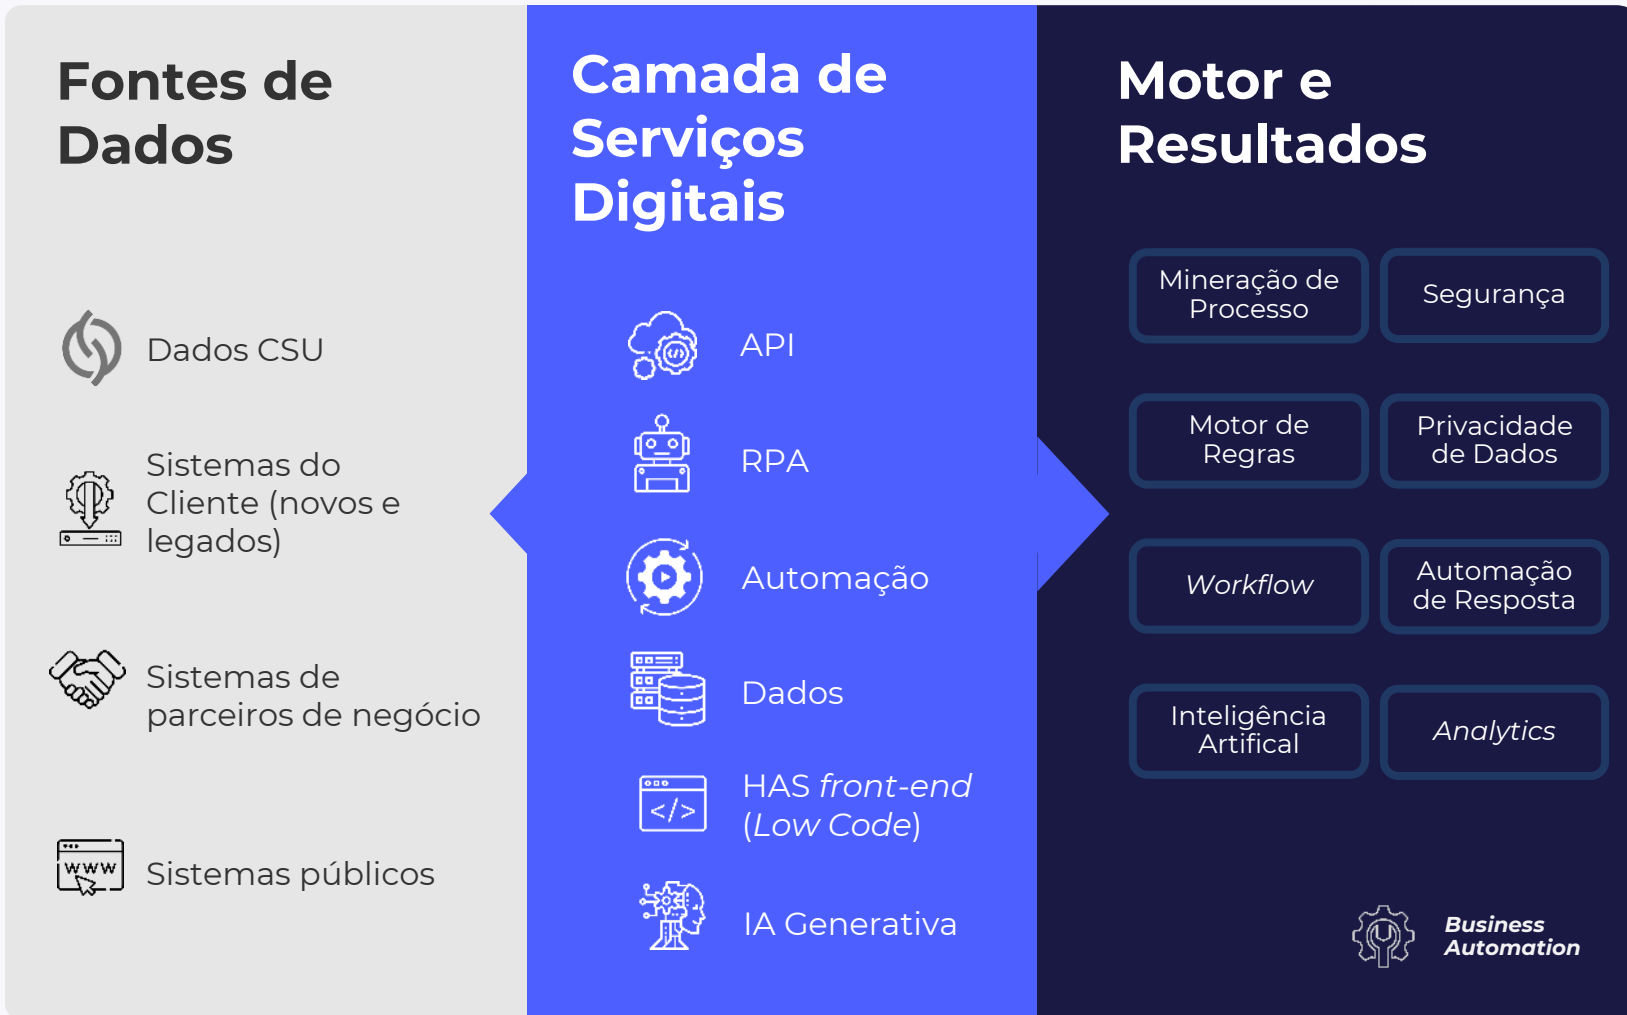 Fontes de
Dados
Dados CSU
Sistemas do
Cliente (novos e
legados)
Sistemas de
parceiros de negócio
www
Sistemas públicos
Camada de
Serviços
Digitais
API
RPA
Automação
Dados
</>
HAS front-end
(Low Code)
IA Generativa
Motor e
Resultados
Mineração de
Processo
Segurança
Motor de
Regras
Privacidade
de Dados
Workflow
Automação
de Resposta
Inteligência
Artifical
Analytics
Business
Automation